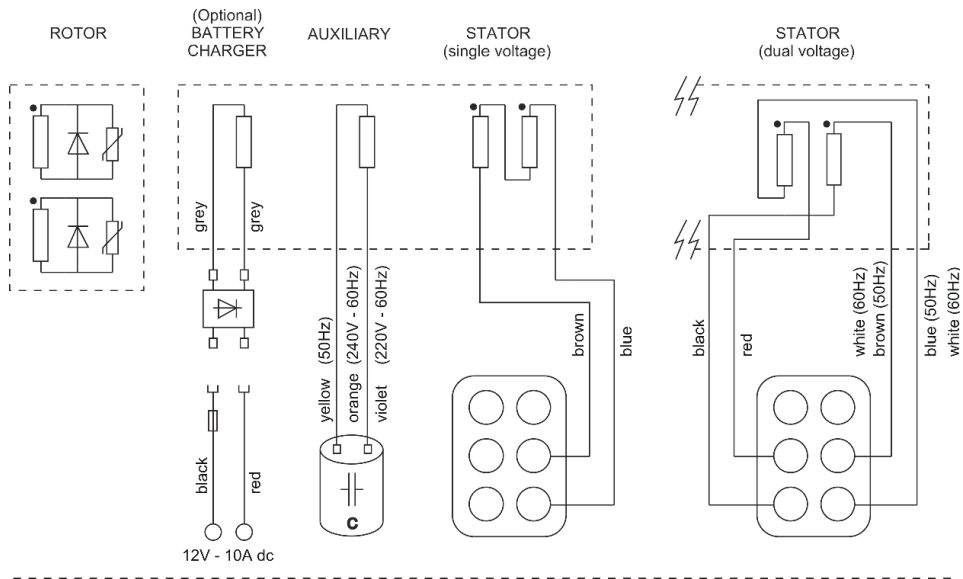 ROTOR
(Optional)
BATTERY
CHARGER
AUXILIARY
STATOR
(single voltage)
STATOR
(dual voltage)
grey
grey
yellow (50Hz)
orange (240V - 60Hz)
violet (220V - 60Hz)
brown
blue
black
red
white (60Hz)
brown (50Hz)
blue (50Hz)
white (60Hz)
black
red
C
12V - 10A dc